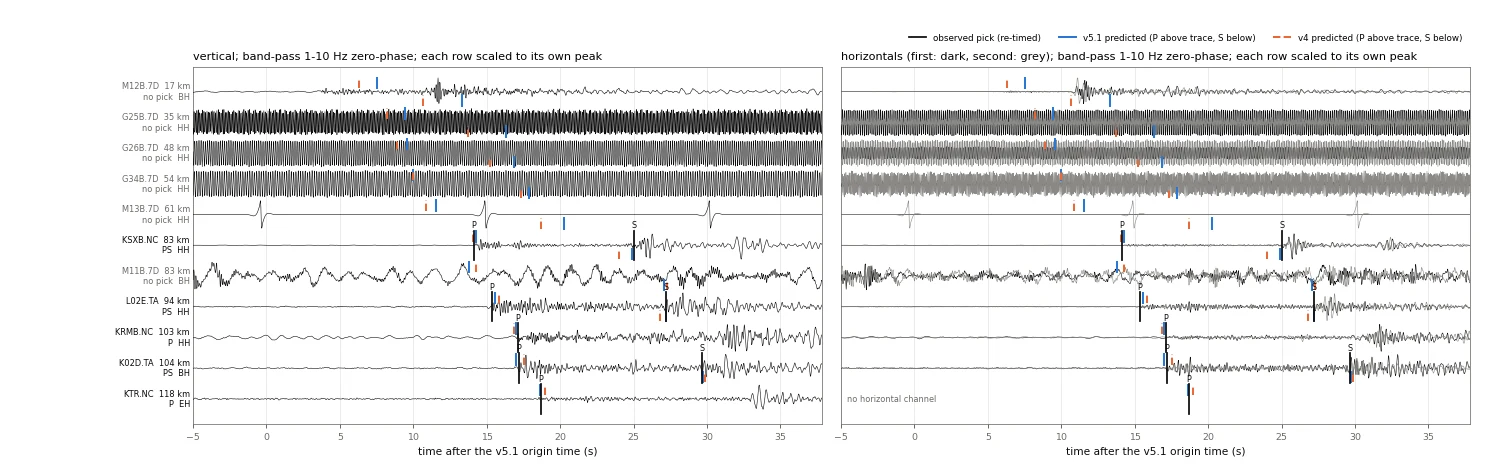 observed pick (re-timed)
v5.1 predicted (P above trace, S below)
v4 predicted (P above trace, S below)
vertical; band-pass 1-10 Hz zero-phase; each row scaled to its own peak
horizontals (first: dark, second: grey); band-pass 1-10 Hz zero-phase; each row scaled to its own peak
M12B.7D 17 km
no pick BH
G25B.7D 35 km
no pick HH
G26B.7D 48 km
no pick HH
G34B.7D 54 km
no pick HH
M13B.7D 61 km
no pick HH
KSXB.NC 83 km
PS HH
M11B.7D 83 km
no pick BH
L02E.TA 94 km
PS HH
KRMB.NC 103 km
P HH
K02D.TA 104 km
PS BH
KTR.NC 118 km
P EH
P S
P S
P
P S
P
P S
P S
P
P S
P
no horizontal channel
−5 0 5 10 15 20 25 30 35
−5 0 5 10 15 20 25 30 35
time after the v5.1 origin time (s)
time after the v5.1 origin time (s)